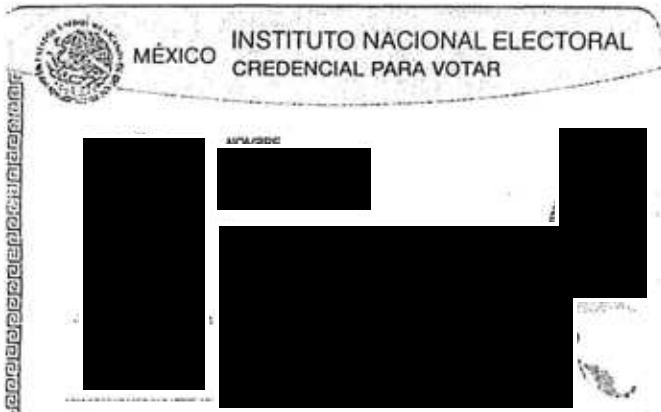 MÉXICO
INSTITUTO NACIONAL ELECTORAL
CREDENCIAL PARA VOTAR
NOMBRE